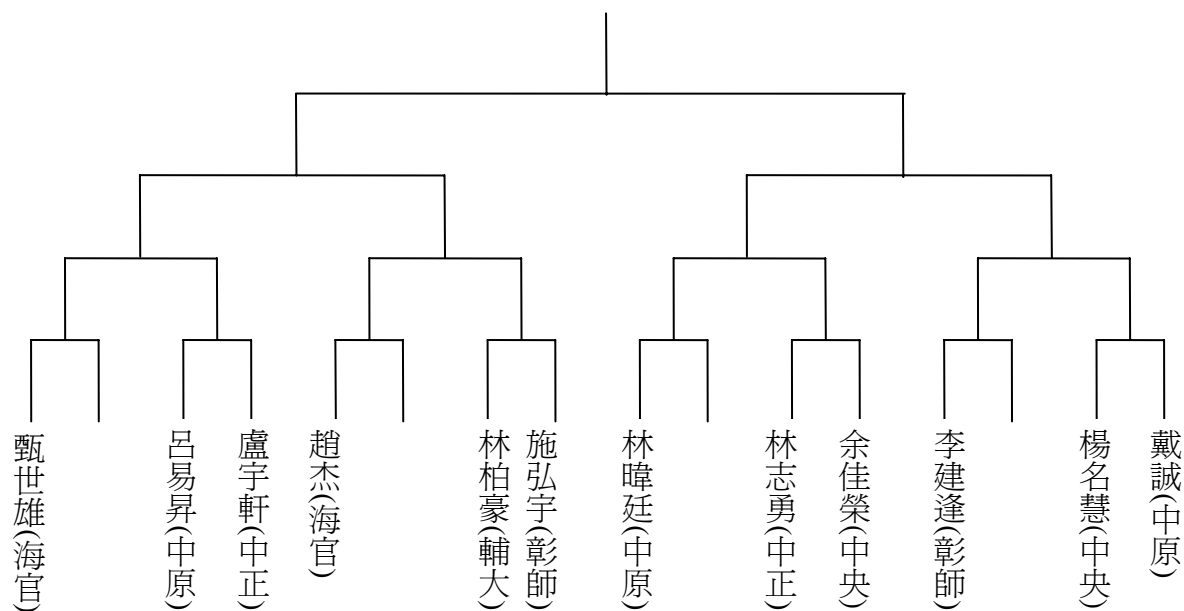 甄世雄(海官)
呂易昇(中原)
盧宇軒(中正)
趙杰(海官)
林柏豪(輔大)
施弘宇(彰師)
林暐廷(中原)
林志勇(中正)
余佳榮(中央)
李建逢(彰師)
楊名慧(中央)
戴誠(中原)